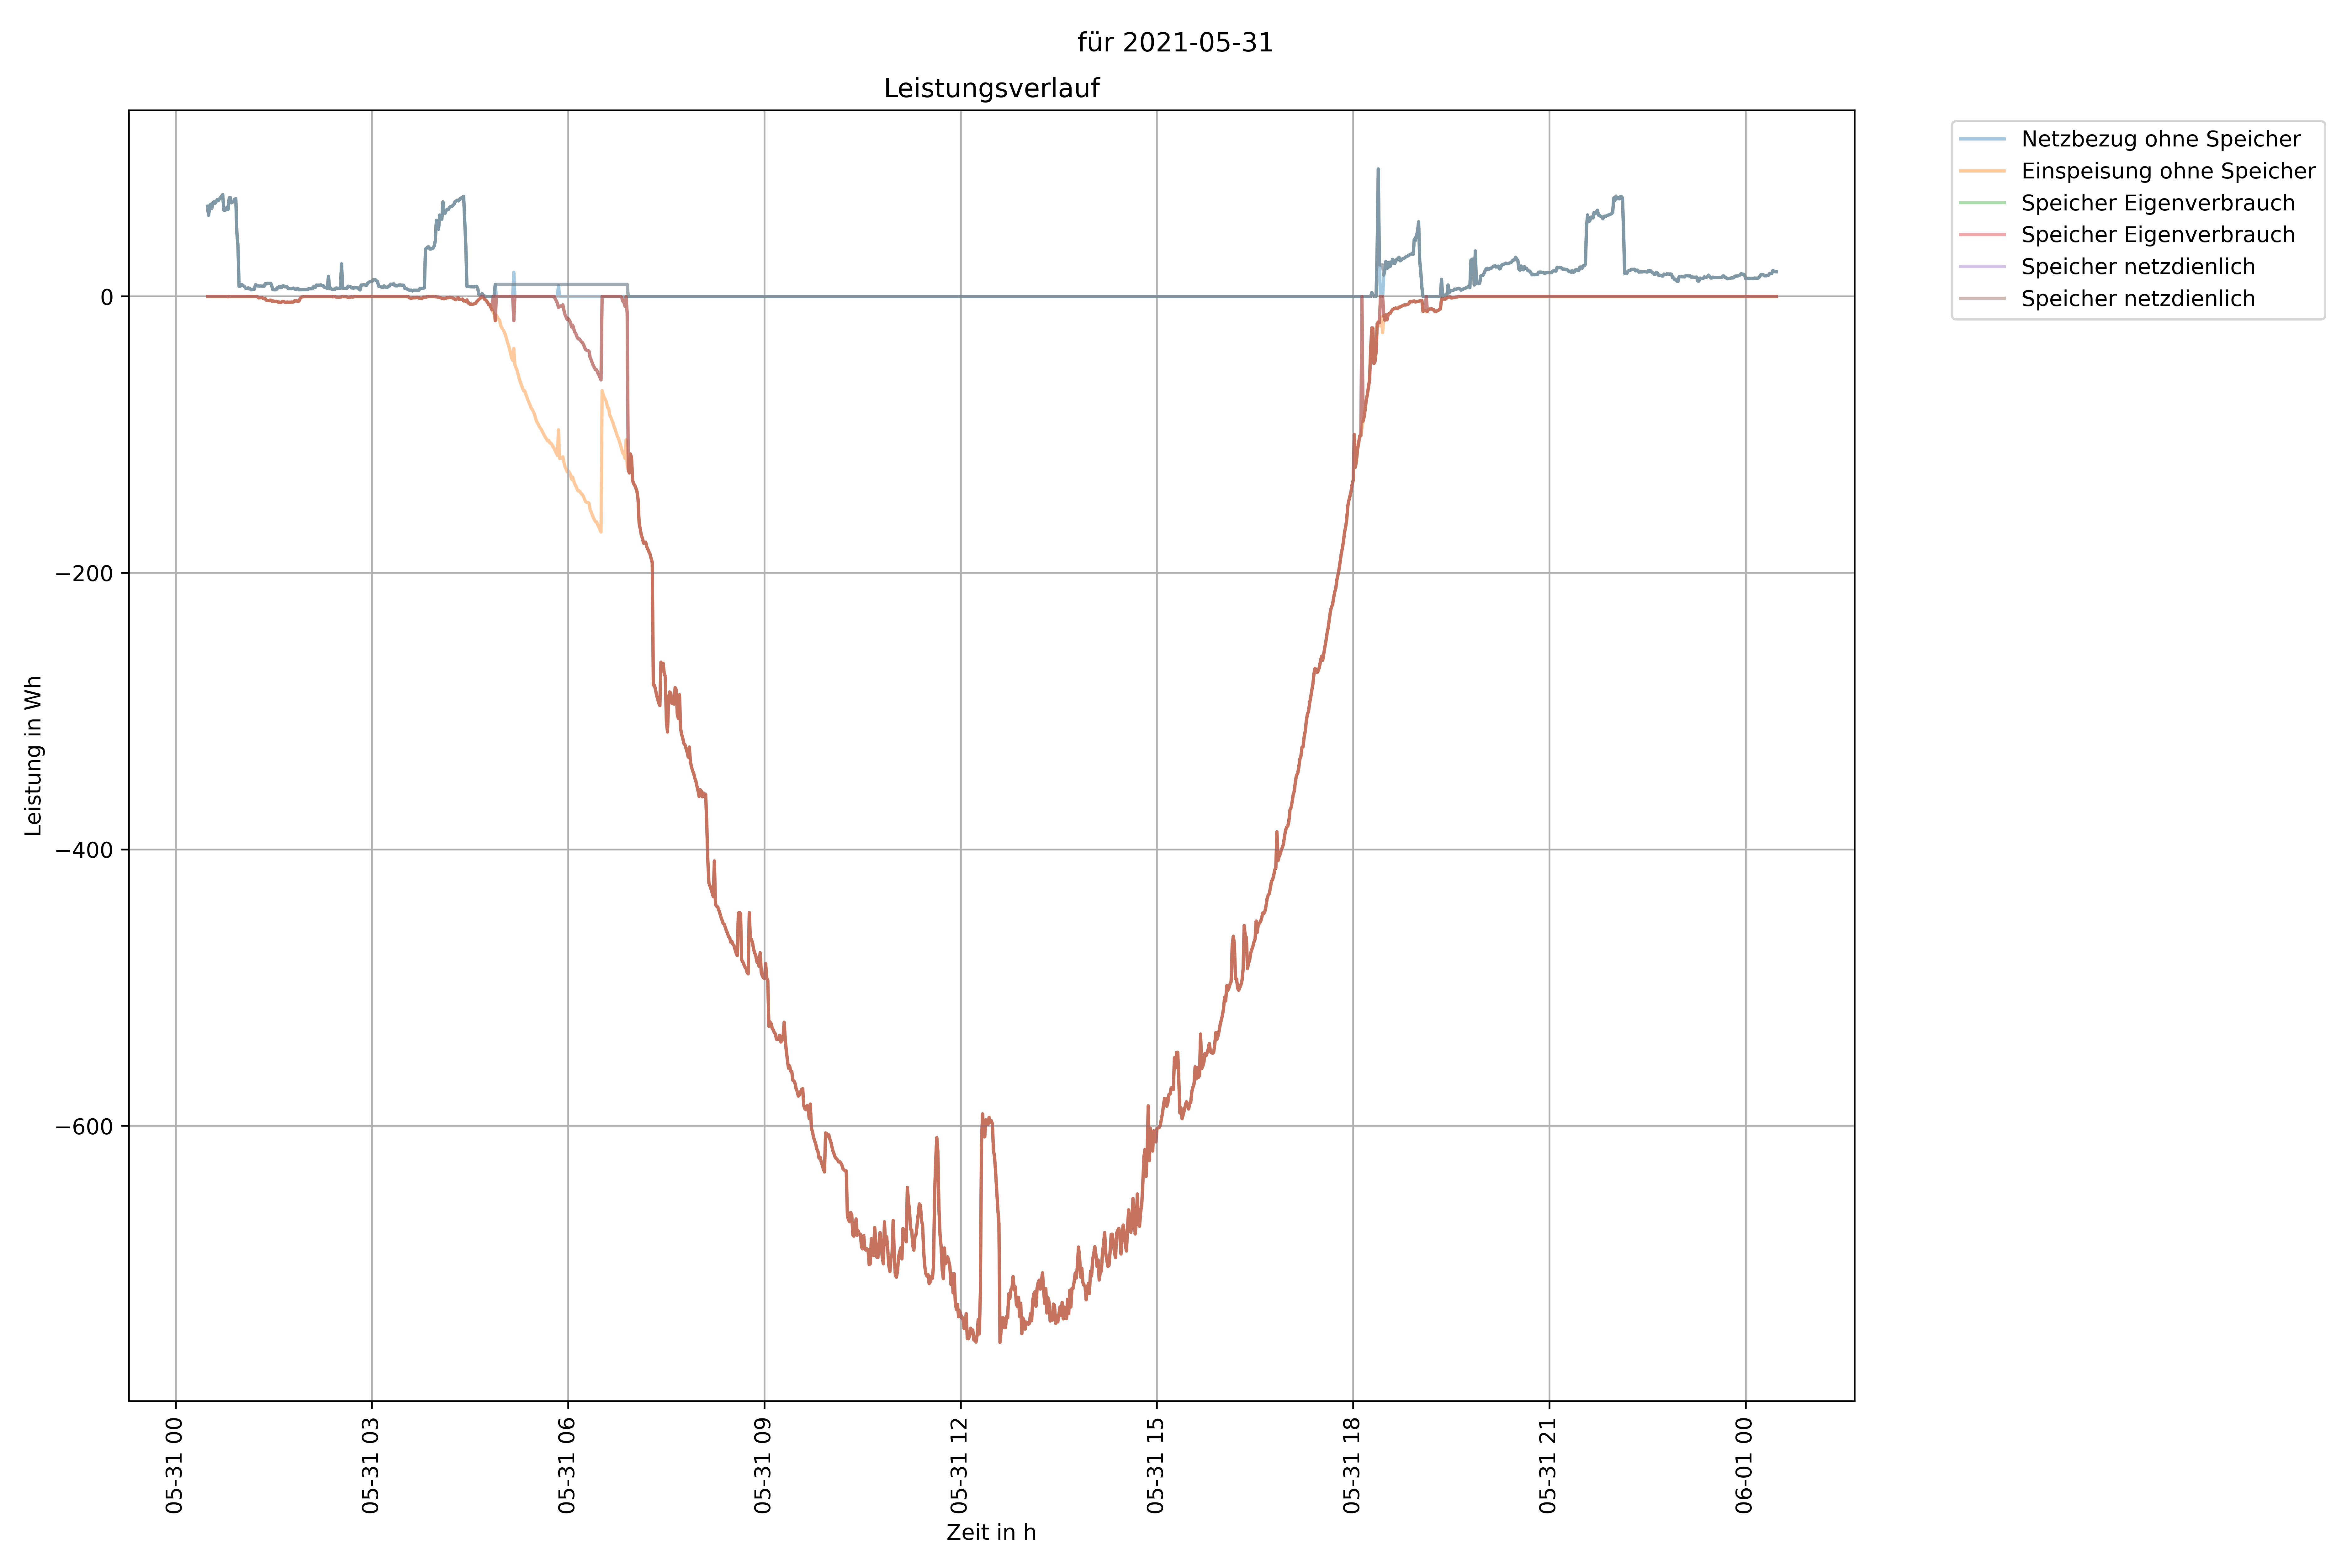 für 2021-05-31
Leistungsverlauf
Netzbezug ohne Speicher
Einspeisung ohne Speicher
Speicher Eigenverbrauch
Speicher Eigenverbrauch
Speicher netzdienlich
Speicher netzdienlich
Leistung in Wh
0
−200
−400
−600
05-31 00
05-31 03
05-31 06
05-31 09
05-31 12
05-31 15
05-31 18
05-31 21
06-01 00
Zeit in h